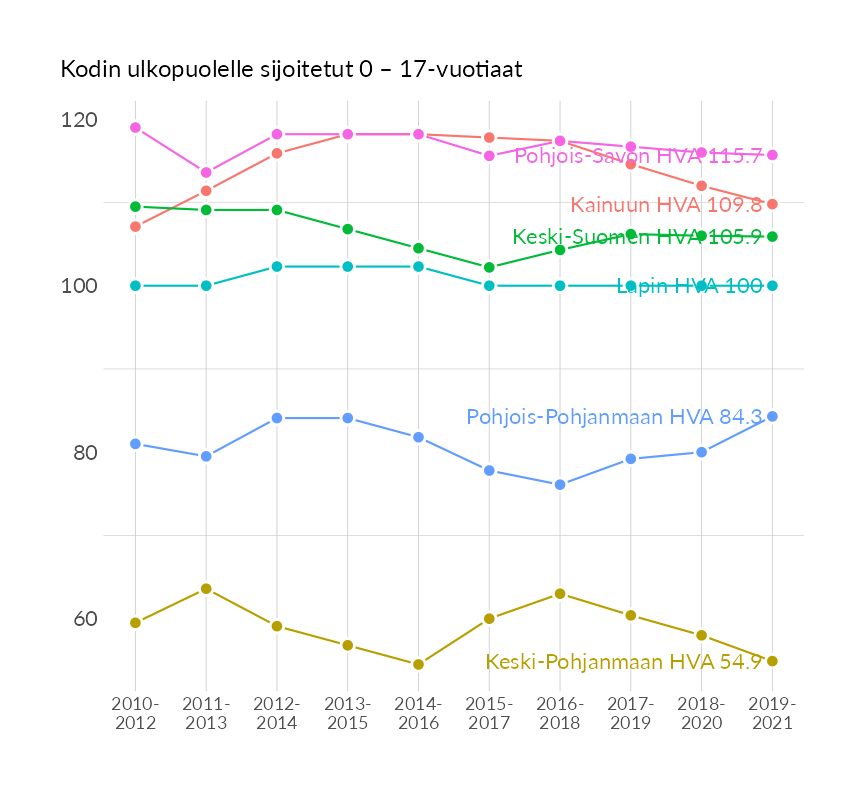 Kodin ulkopuolelle sijoitetut 0 – 17-vuotiaat
120
Pohjois-Savon HVA 115.7
Kainuun HVA 109.8
Keski-Suomen HVA 105.9
100
Lapin HVA 100
Pohjois-Pohjanmaan HVA 84.3
80
60
Keski-Pohjanmaan HVA 54.9
2010- 2011- 2012- 2013- 2014- 2015- 2016- 2017- 2018- 2019-
2012 2013 2014 2015 2016 2017 2018 2019 2020 2021